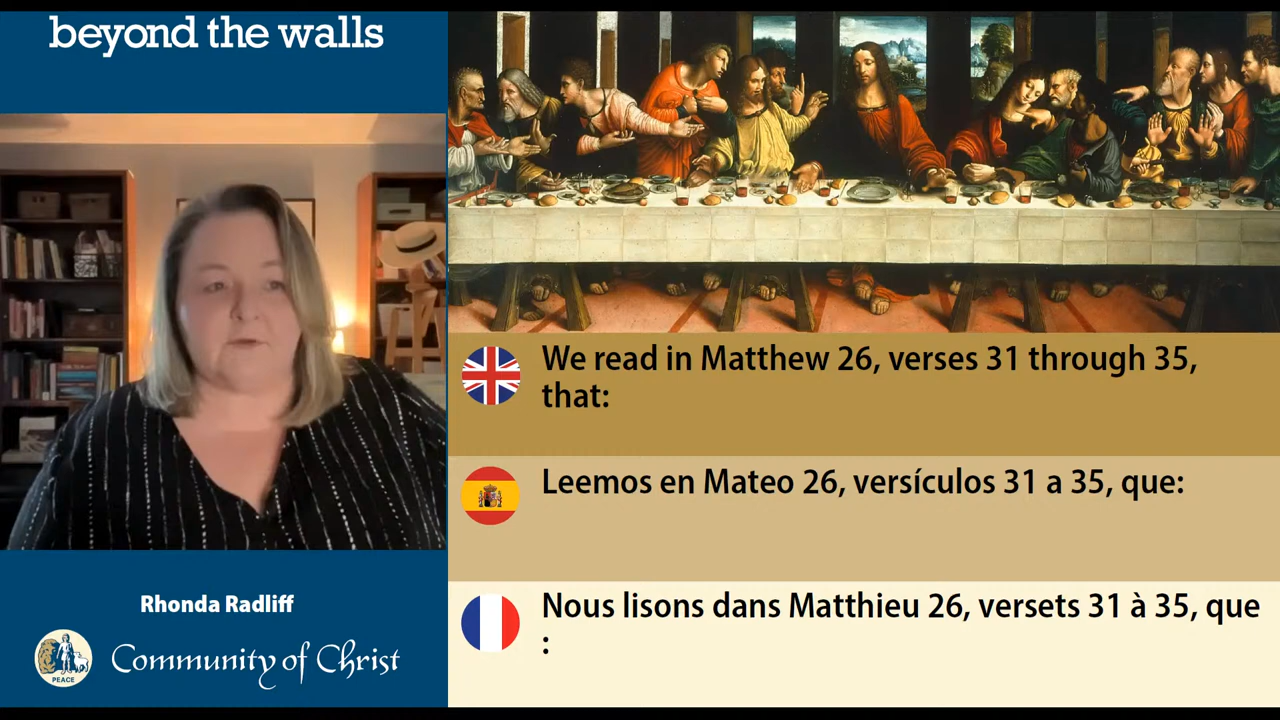 beyond the walls
Rhonda Radliff
PEACE
Community of Christ
We read in Matthew 26, verses 31 through 35,
that:
Leemos en Mateo 26, versículos 31 a 35, que:
Nous lisons dans Matthieu 26, versets 31 à 35, que
: